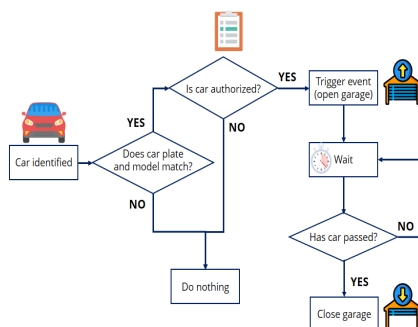 Is car authorized?
YES
Trigger event
(open garage)
YES
NO
Car identified
Does car plate
and model match?
Wait
NO
Has car passed?
NO
YES
Do nothing
Close garage